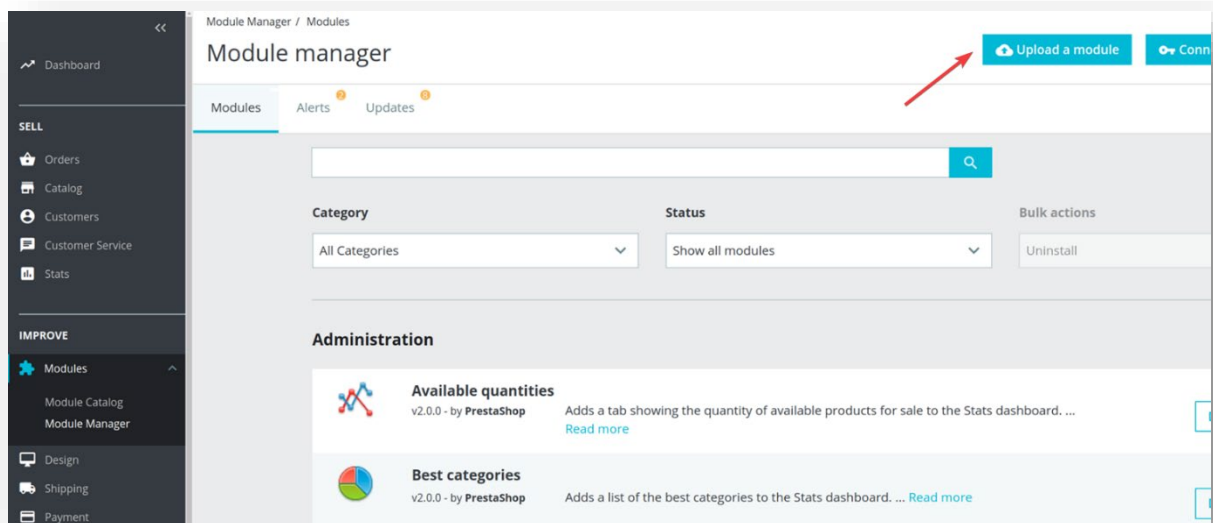 <<
Dashboard
SELL
Orders
Catalog
Customers
Customer Service
Stats
IMPROVE
Modules
Module Catalog
Module Manager
Design
Shipping
Payment
Module Manager / Modules
Module manager
Upload a module
Conn
Modules
Alerts 2
Updates 8
Category
Status
Bulk actions
All Categories
Show all modules
Uninstall
Administration
Available quantities
v2.0.0 - by PrestaShop
Adds a tab showing the quantity of available products for sale to the Stats dashboard. ...
Read more
Best categories
v2.0.0 - by PrestaShop
Adds a list of the best categories to the Stats dashboard. ... Read more